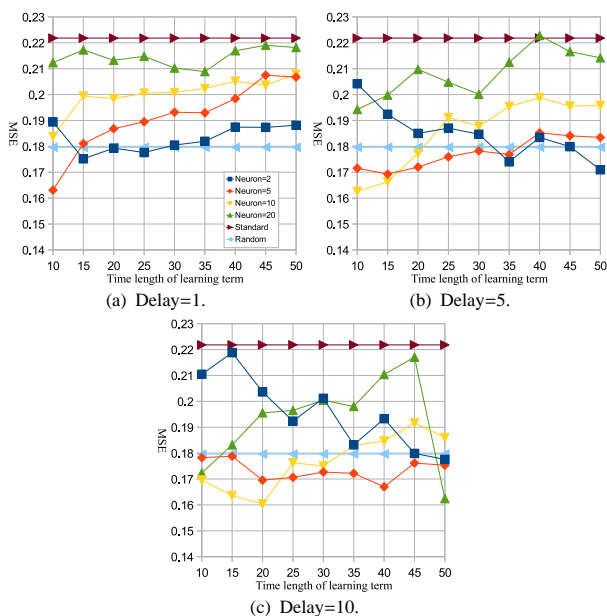 0.23
0.22
0.21
0.2
0.19
0.18
0.17
0.16
0.15
0.14
MSE
Neuron=2
Neuron=5
Neuron=10
Neuron=20
Standard
Random
10 15 20 25 30 35 40 45 50
Time length of learning term
(a) Delay=1.
0.23
0.22
0.21
0.2
0.19
0.18
0.17
0.16
0.15
0.14
MSE
10 15 20 25 30 35 40 45 50
Time length of learning term
(b) Delay=5.
0.23
0.22
0.21
0.2
0.19
0.18
0.17
0.16
0.15
0.14
MSE
10 15 20 25 30 35 40 45 50
Time length of learning term
(c) Delay=10.